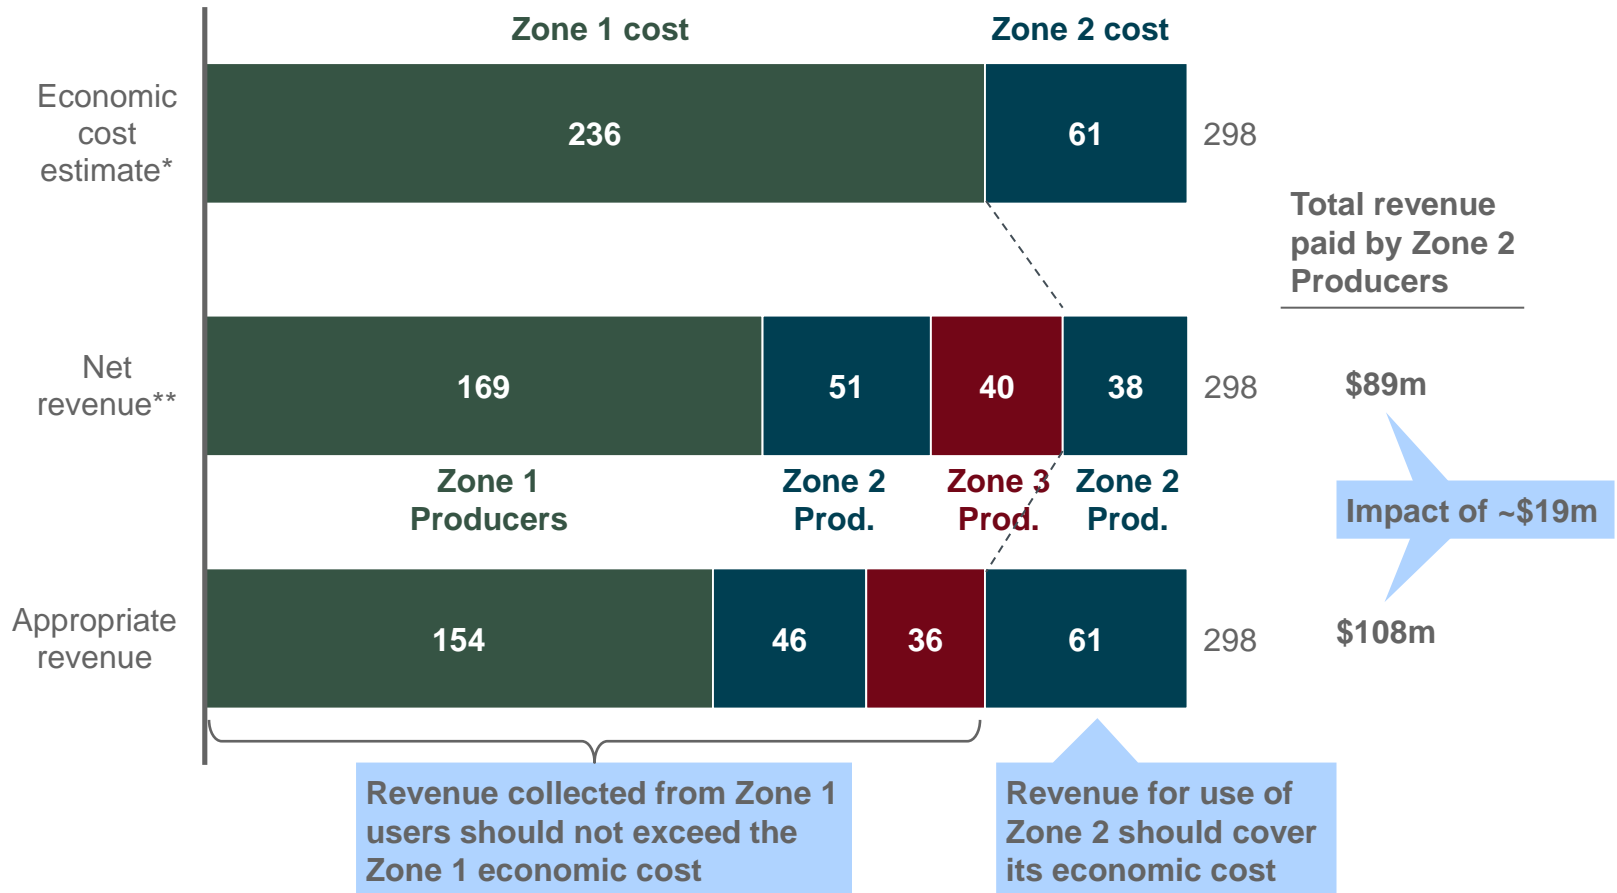 Zone 1 cost
Zone 2 cost
Economic
cost
estimate*
236
61
298
Total revenue
paid by Zone 2
Producers
Net
revenue**
169
51
40
38
298
$89m
Zone 1
Producers
Zone 2
Prod.
Zone 3
Prod.
Zone 2
Prod.
Impact of ~$19m
Appropriate
revenue
154
46
36
61
298
$108m
Revenue collected from Zone 1
users should not exceed the
Zone 1 economic cost
Revenue for use of
Zone 2 should cover
its economic cost